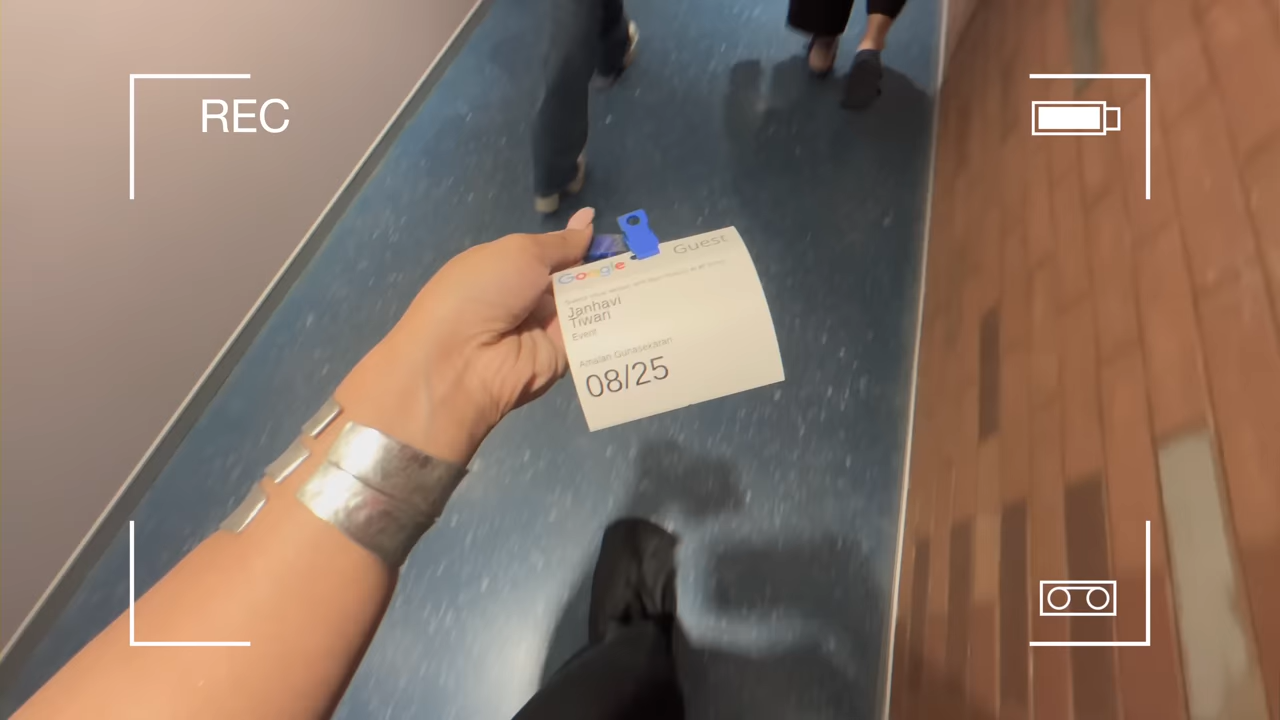 REC
Google Guest
Janhavi
Tiwari
Event
Amalan Gunasekaran
08/25